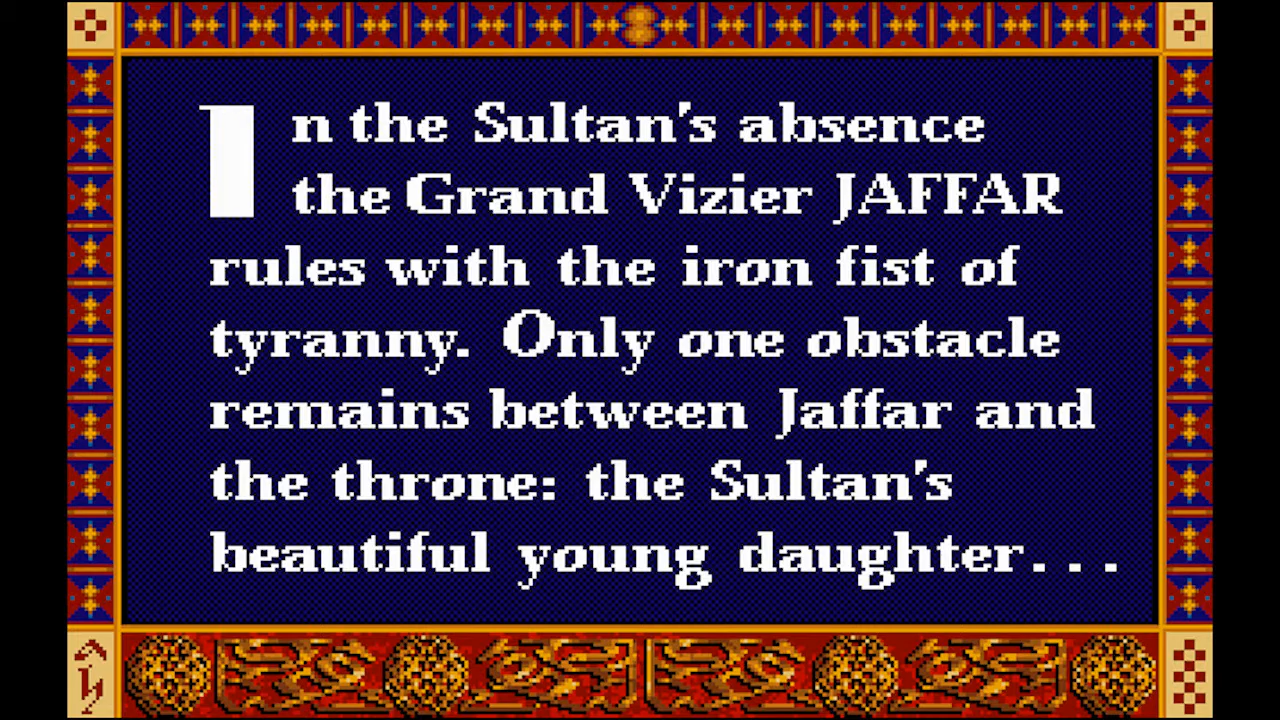 In the Sultan's absence
the Grand Vizier JAFFAR
rules with the iron fist of
tyranny. Only one obstacle
remains between Jaffar and
the throne: the Sultan's
beautiful young daughter...